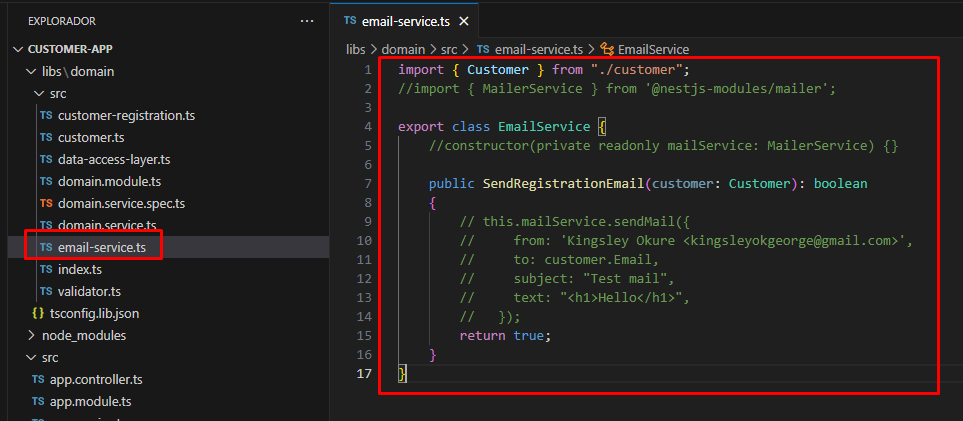 EXPLORADOR
···
CUSTOMER-APP
libs\domain
src
TS customer-registration.ts
TS customer.ts
TS data-access-layer.ts
TS domain.module.ts
TS domain.service.spec.ts
TS domain.service.ts
TS email-service.ts
TS index.ts
TS validator.ts
{} tsconfig.lib.json
node_modules
src
TS app.controller.ts
TS app.module.ts
TS email-service.ts ×
libs > domain > src > TS email-service.ts > EmailService
1 import { Customer } from "./customer";
2 //import { MailerService } from '@nestjs-modules/mailer';
3
4 export class EmailService {
5     //constructor(private readonly mailService: MailerService) {}
6
7     public SendRegistrationEmail(customer: Customer): boolean
8     {
9         // this.mailService.sendMail({
10         //     from: 'Kingsley Okure <kingsleyokgeorge@gmail.com>',
11         //     to: customer.Email,
12         //     subject: "Test mail",
13         //     text: "<h1>Hello</h1>",
14         //   });
15         return true;
16     }
17 }